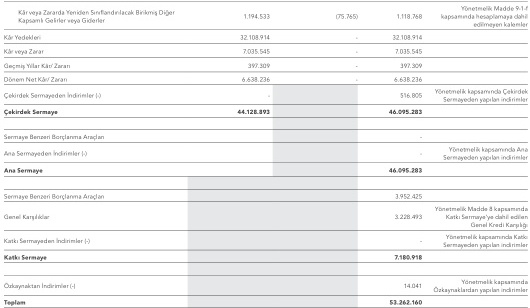 Kâr veya Zararda Yeniden Sınıflandırılacak Birikmiş Diğer Kapsamlı Gelirler veya Giderler 1.194.533 (75.765) 1.118.768 Yönetmelik Madde 9-1-f kapsamında hesaplamaya dahil edilmeyen kalemler
Kâr Yedekleri 32.108.914 - 32.108.914
Kâr veya Zarar 7.035.545 - 7.035.545
Geçmiş Yıllar Kâr/ Zararı 397.309 - 397.309
Dönem Net Kâr/ Zararı 6.638.236 - 6.638.236
Çekirdek Sermayeden İndirimler (-) - 516.805 Yönetmelik kapsamında Çekirdek Sermayeden yapılan indirimler
Çekirdek Sermaye 44.128.893 46.095.283
Sermaye Benzeri Borçlanma Araçları -
Ana Sermayeden İndirimler (-) - Yönetmelik kapsamında Ana Sermayeden yapılan indirimler
Ana Sermaye 46.095.283
Sermaye Benzeri Borçlanma Araçları 3.952.425
Genel Karşılıklar 3.228.493 Yönetmelik Madde 8 kapsamında Katkı Sermaye'ye dahil edilen Genel Kredi Karşılığı
Katkı Sermayeden İndirimler (-) - Yönetmelik kapsamında Katkı Sermayeden yapılan indirimler
Katkı Sermaye 7.180.918
Özkaynaktan İndirimler (-) 14.041 Yönetmelik kapsamında Özkaynaklardan yapılan indirimler
Toplam 53.262.160